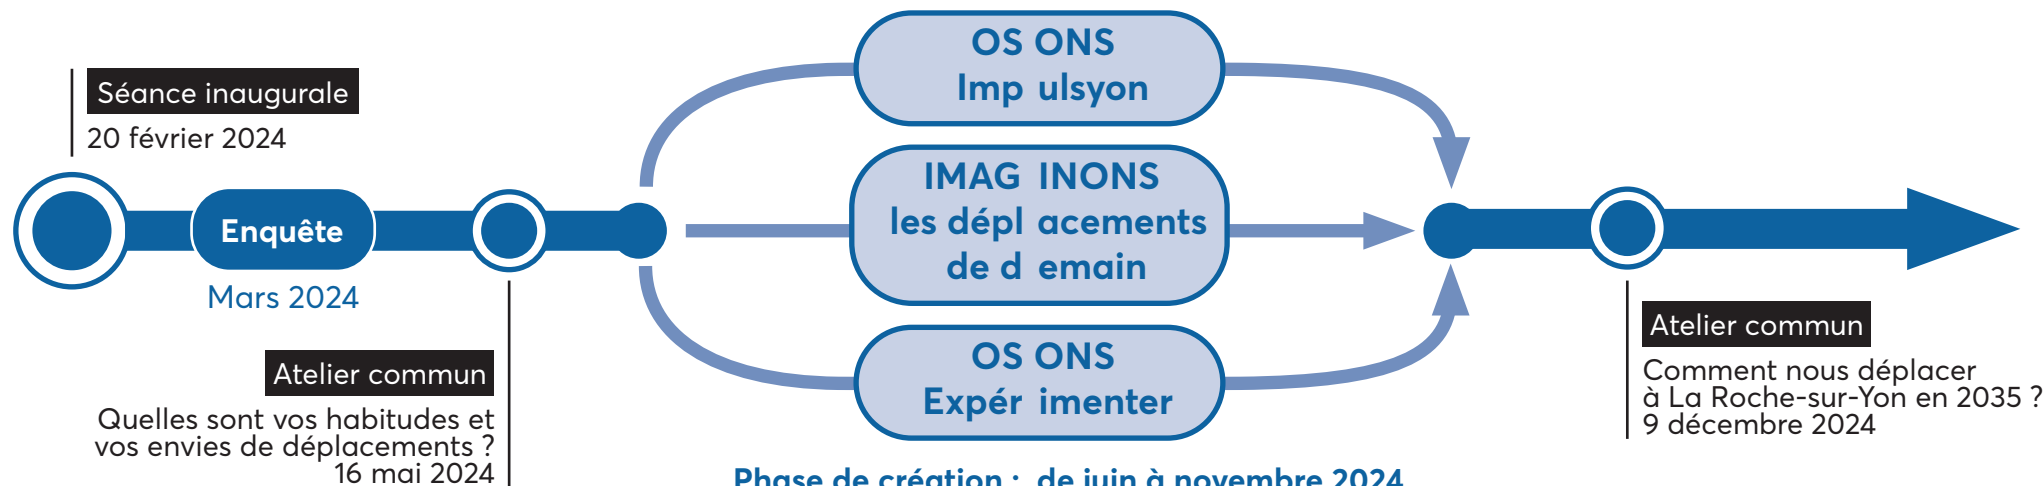 Séance inaugurale
20 février 2024
Enquête
Mars 2024
Atelier commun
Quelles sont vos habitudes et
vos envies de déplacements ?
16 mai 2024
OS ONS
Imp ulsyon
IMAG INONS
les dépl acements
de d emain
OS ONS
Expér imenter
Phase de création : de juin à novembre 2024
Atelier commun
Comment nous déplacer
à La Roche-sur-Yon en 2035 ?
9 décembre 2024